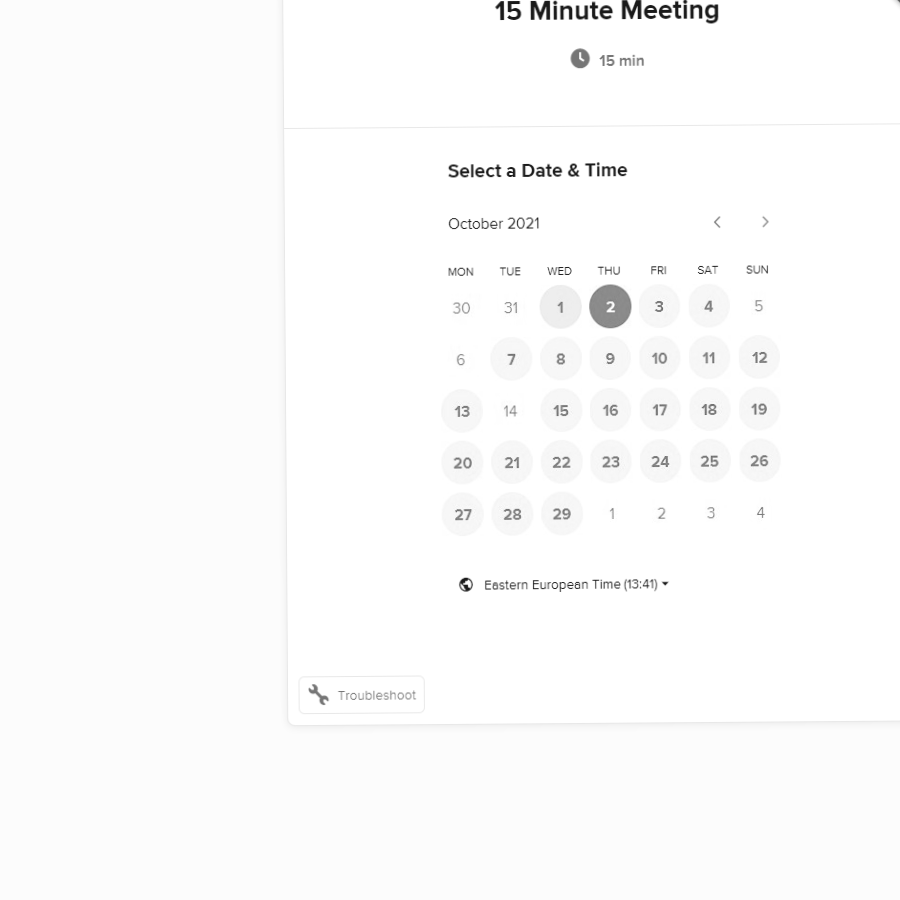 15 Minute Meeting
15 min
Select a Date & Time
October 2021
MON TUE WED THU FRI SAT SUN
30 31 1 2 3 4 5
6 7 8 9 10 11 12
13 14 15 16 17 18 19
20 21 22 23 24 25 26
27 28 29 1 2 3 4
Eastern European Time (13:41)
Troubleshoot